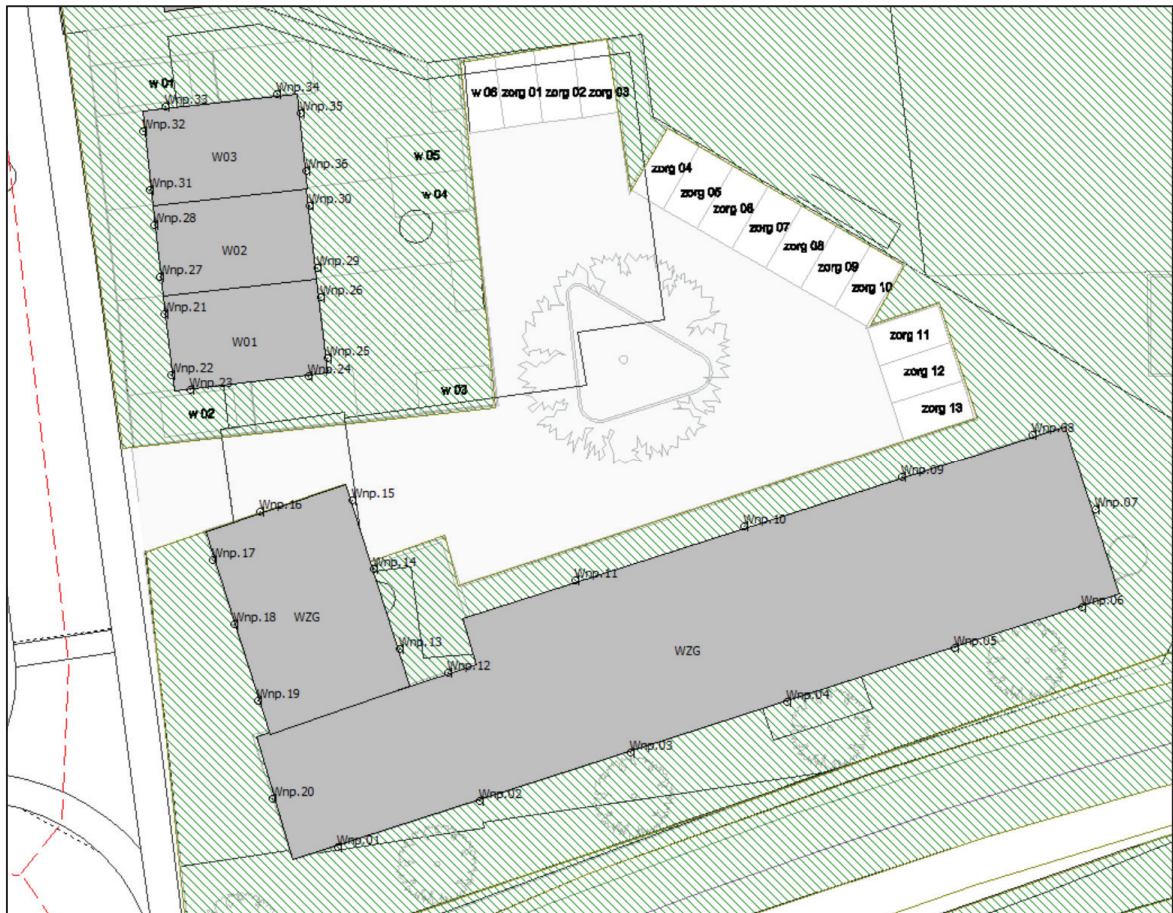 w 01
Wnp.33
Wnp.34
Wnp.35
Wnp.32
W03
Wnp.36
Wnp.31
Wnp.30
Wnp.28
W02
Wnp.29
Wnp.27
Wnp.26
Wnp.21
W01
Wnp.25
Wnp.22
Wnp.23
Wnp.24
w 02
w 05
w 04
w 03
w 06
zorg 01
zorg 02
zorg 03
zorg 04
zorg 05
zorg 06
zorg 07
zorg 08
zorg 09
zorg 10
zorg 11
zorg 12
zorg 13
Wnp.15
Wnp.16
Wnp.17
Wnp.14
Wnp.18
WZG
Wnp.13
Wnp.12
Wnp.19
Wnp.20
Wnp.11
Wnp.10
Wnp.09
Wnp.08
Wnp.07
Wnp.06
Wnp.05
WZG
Wnp.04
Wnp.03
Wnp.02
Wnp.01